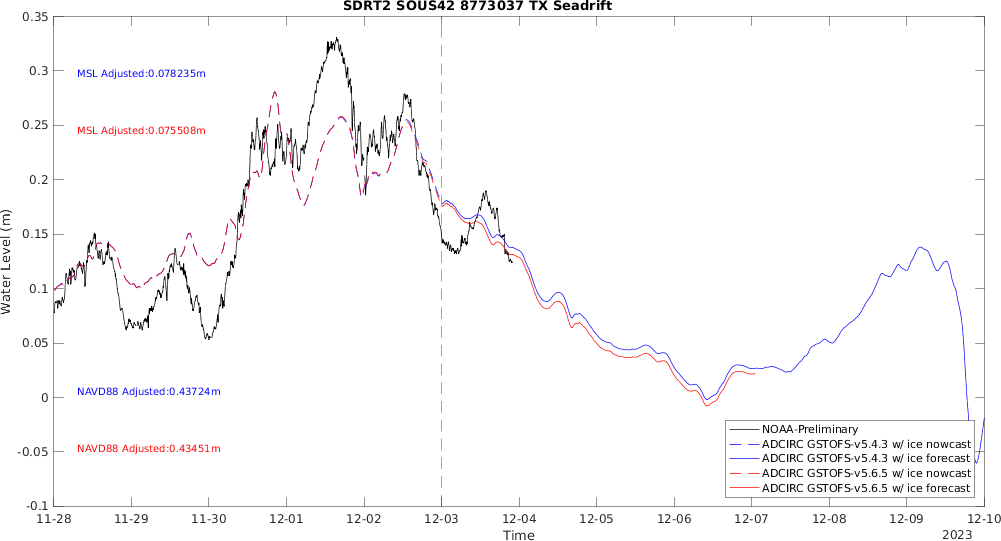 SDRT2 SOUS42 8773037 TX Seadrift
0.35
0.3
0.25
0.2
0.15
0.1
0.05
0
-0.05
-0.1
Water Level (m)
MSL Adjusted:0.078235m
MSL Adjusted:0.075508m
NAVD88 Adjusted:0.43724m
NAVD88 Adjusted:0.43451m
NOAA-Preliminary
ADCIRC GSTOFS-v5.4.3 w/ ice nowcast
ADCIRC GSTOFS-v5.4.3 w/ ice forecast
ADCIRC GSTOFS-v5.6.5 w/ ice nowcast
ADCIRC GSTOFS-v5.6.5 w/ ice forecast
11-28 11-29 11-30 12-01 12-02 12-03 12-04 12-05 12-06 12-07 12-08 12-09 12-10
Time
2023